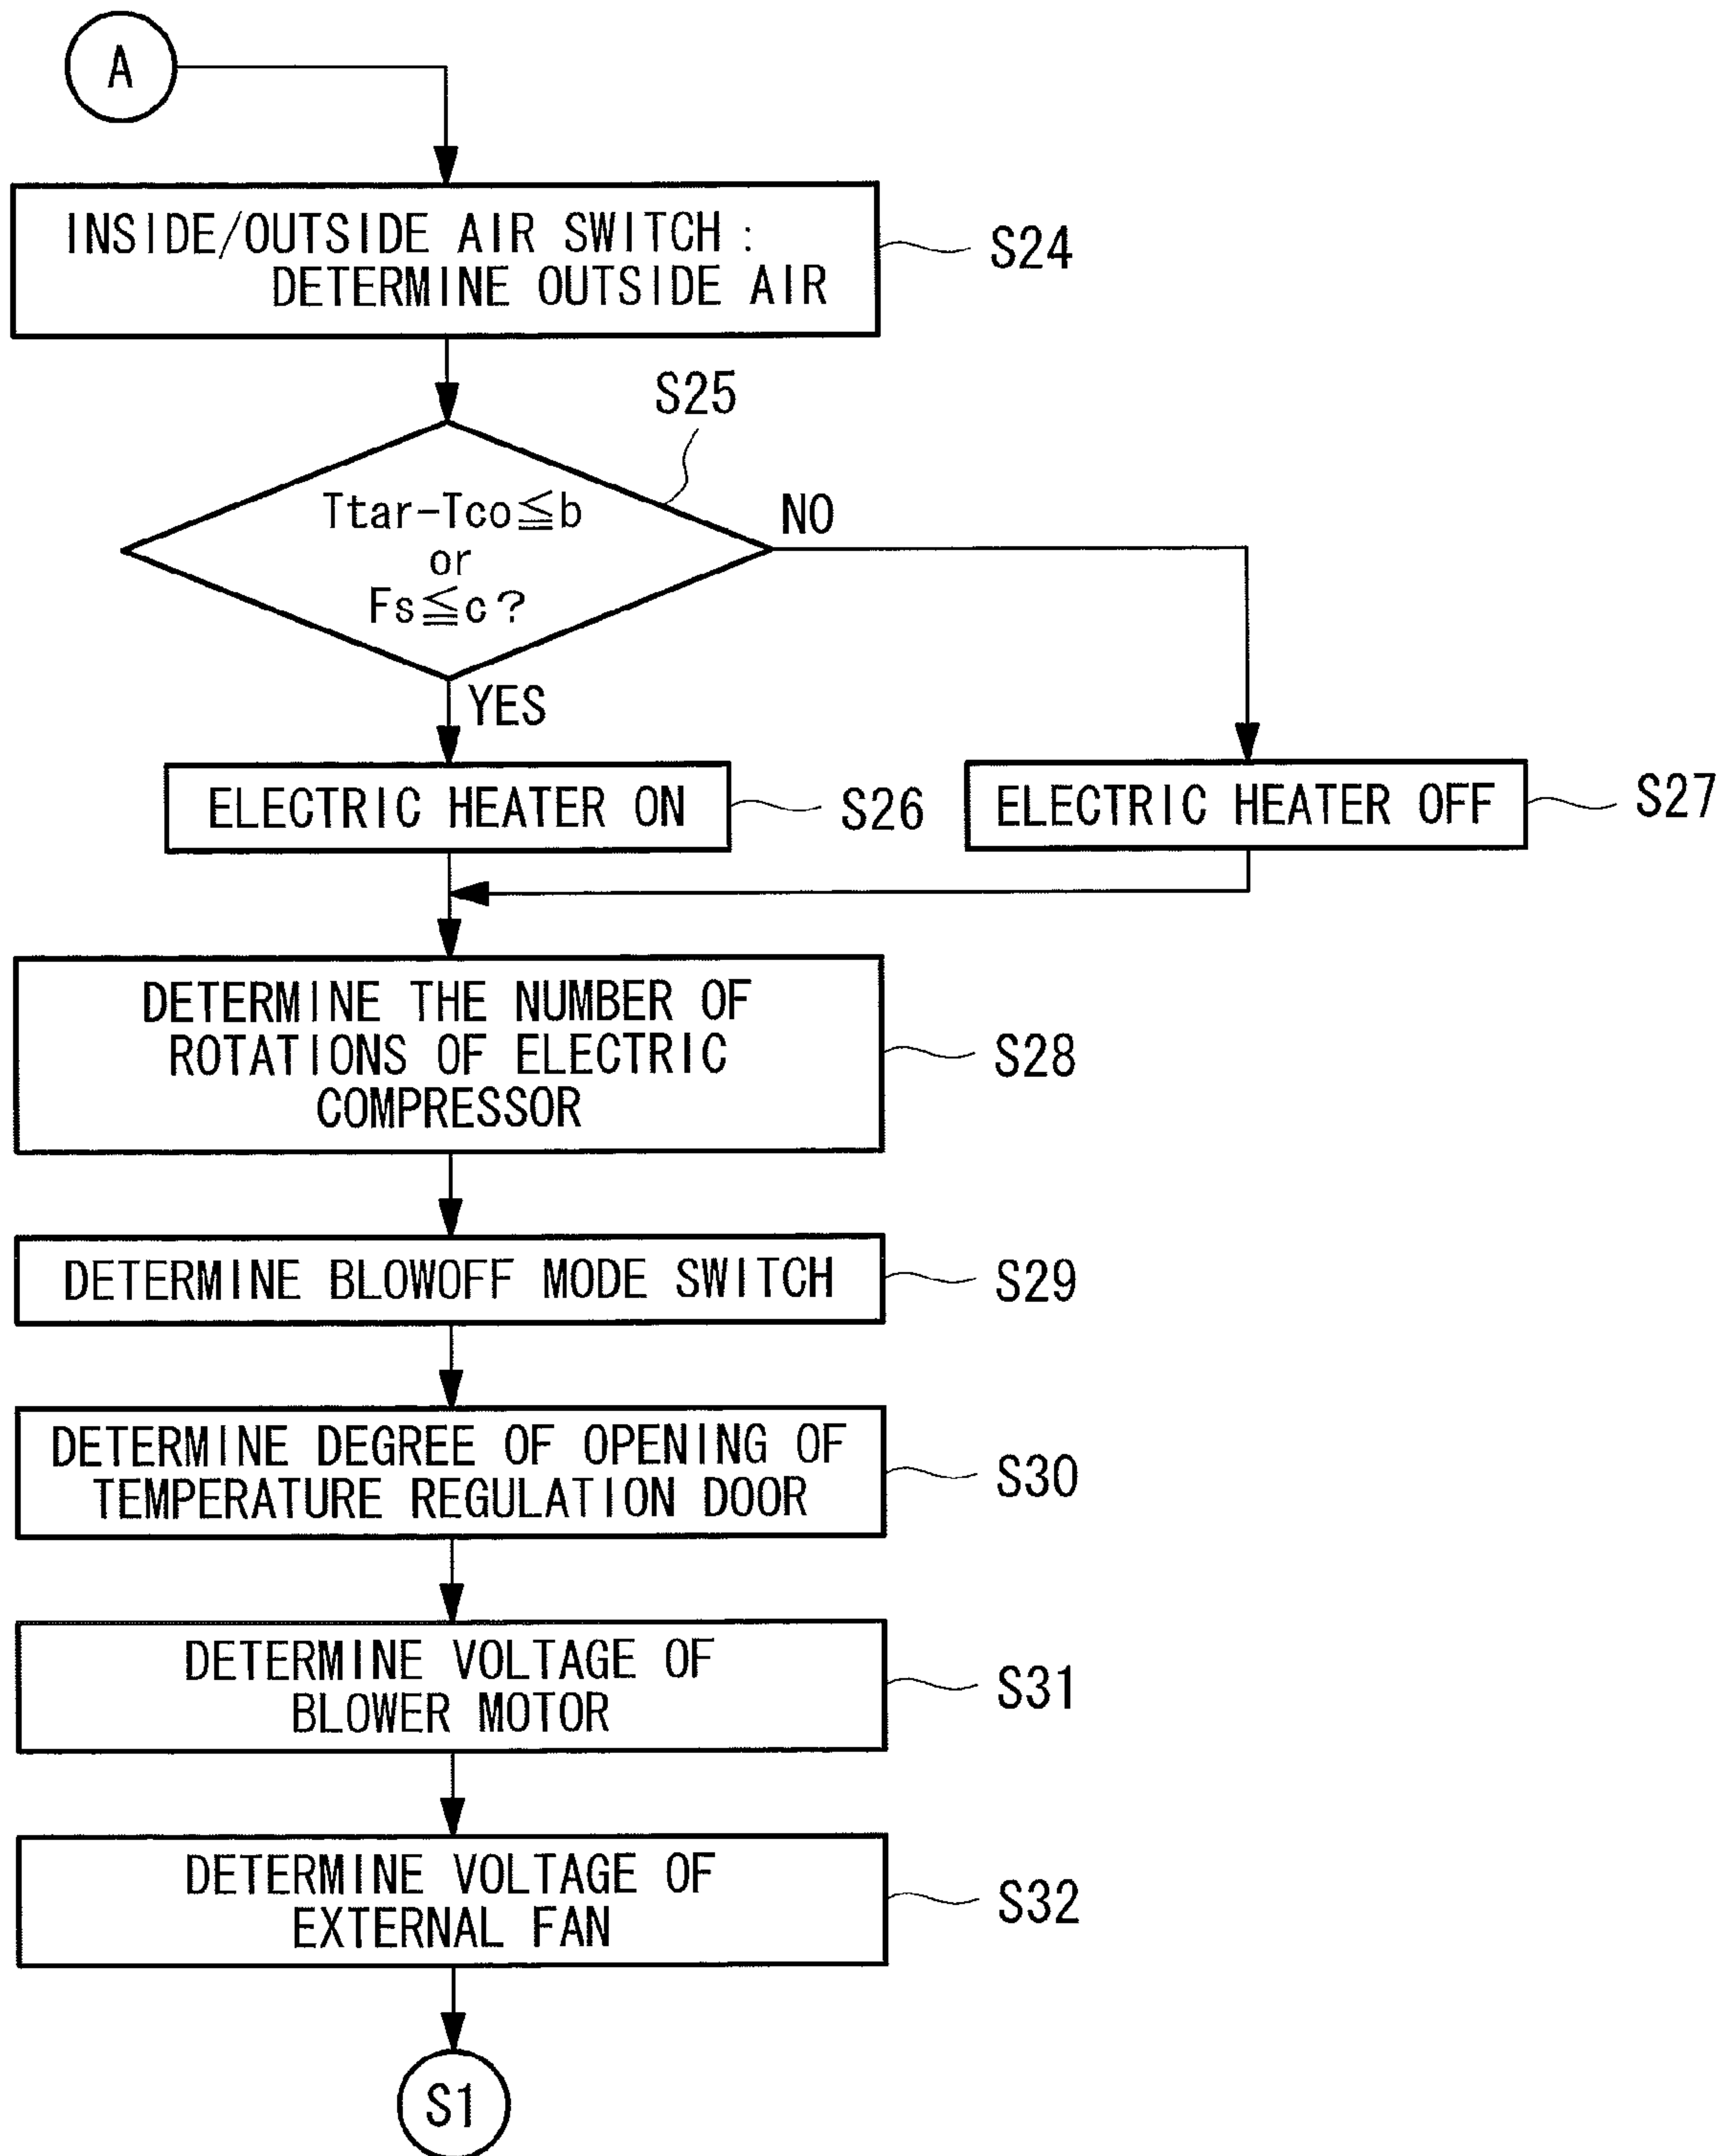 A
INSIDE/OUTSIDE AIR SWITCH :
DETERMINE OUTSIDE AIR
S24
S25
Ttar-Tco≦b
or
Fs≦c?
NO
YES
ELECTRIC HEATER ON
S26
ELECTRIC HEATER OFF
S27
DETERMINE THE NUMBER OF
ROTATIONS OF ELECTRIC
COMPRESSOR
S28
DETERMINE BLOWOFF MODE SWITCH
S29
DETERMINE DEGREE OF OPENING OF
TEMPERATURE REGULATION DOOR
S30
DETERMINE VOLTAGE OF
BLOWER MOTOR
S31
DETERMINE VOLTAGE OF
EXTERNAL FAN
S32
S1